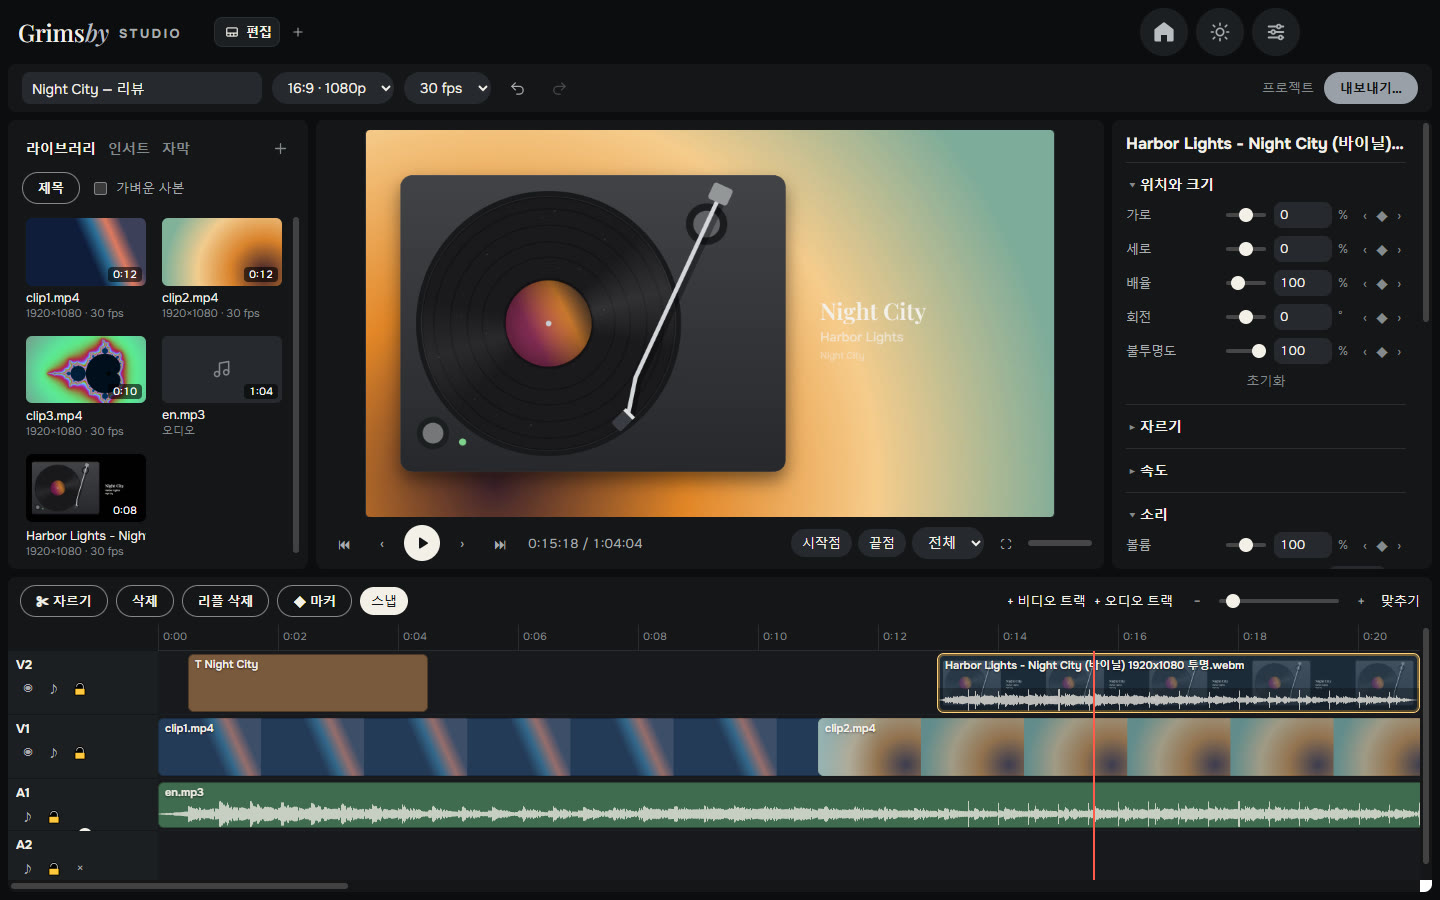 Grimsby STUDIO
편집 +
Night City – 리뷰
16:9 · 1080p
30 fps
프로젝트
내보내기...
라이브러리 인서트 자막 +
제목
가벼운 사본
0:12
clip1.mp4
1920×1080 · 30 fps
0:12
clip2.mp4
1920×1080 · 30 fps
0:10
clip3.mp4
1920×1080 · 30 fps
1:04
en.mp3
오디오
0:08
Harbor Lights - Nigh
1920×1080 · 30 fps
Night City
Harbor Lights
Night City
0:15:18 / 1:04:04
시작점
끝점
전체
Harbor Lights - Night City (바이닐)...
위치와 크기
가로 0 %
세로 0 %
배율 100 %
회전 0 °
불투명도 100 %
초기화
자르기
속도
소리
볼륨 100 %
자르기
삭제
리플 삭제
마커
스냅
+ 비디오 트랙
+ 오디오 트랙
− +
맞추기
0:00 0:02 0:04 0:06 0:08 0:10 0:12 0:14 0:16 0:18 0:20
V2
T Night City
Harbor Lights - Night City (바이닐) 1920x1080 투명.webm
V1
clip1.mp4
clip2.mp4
A1
en.mp3
A2
×